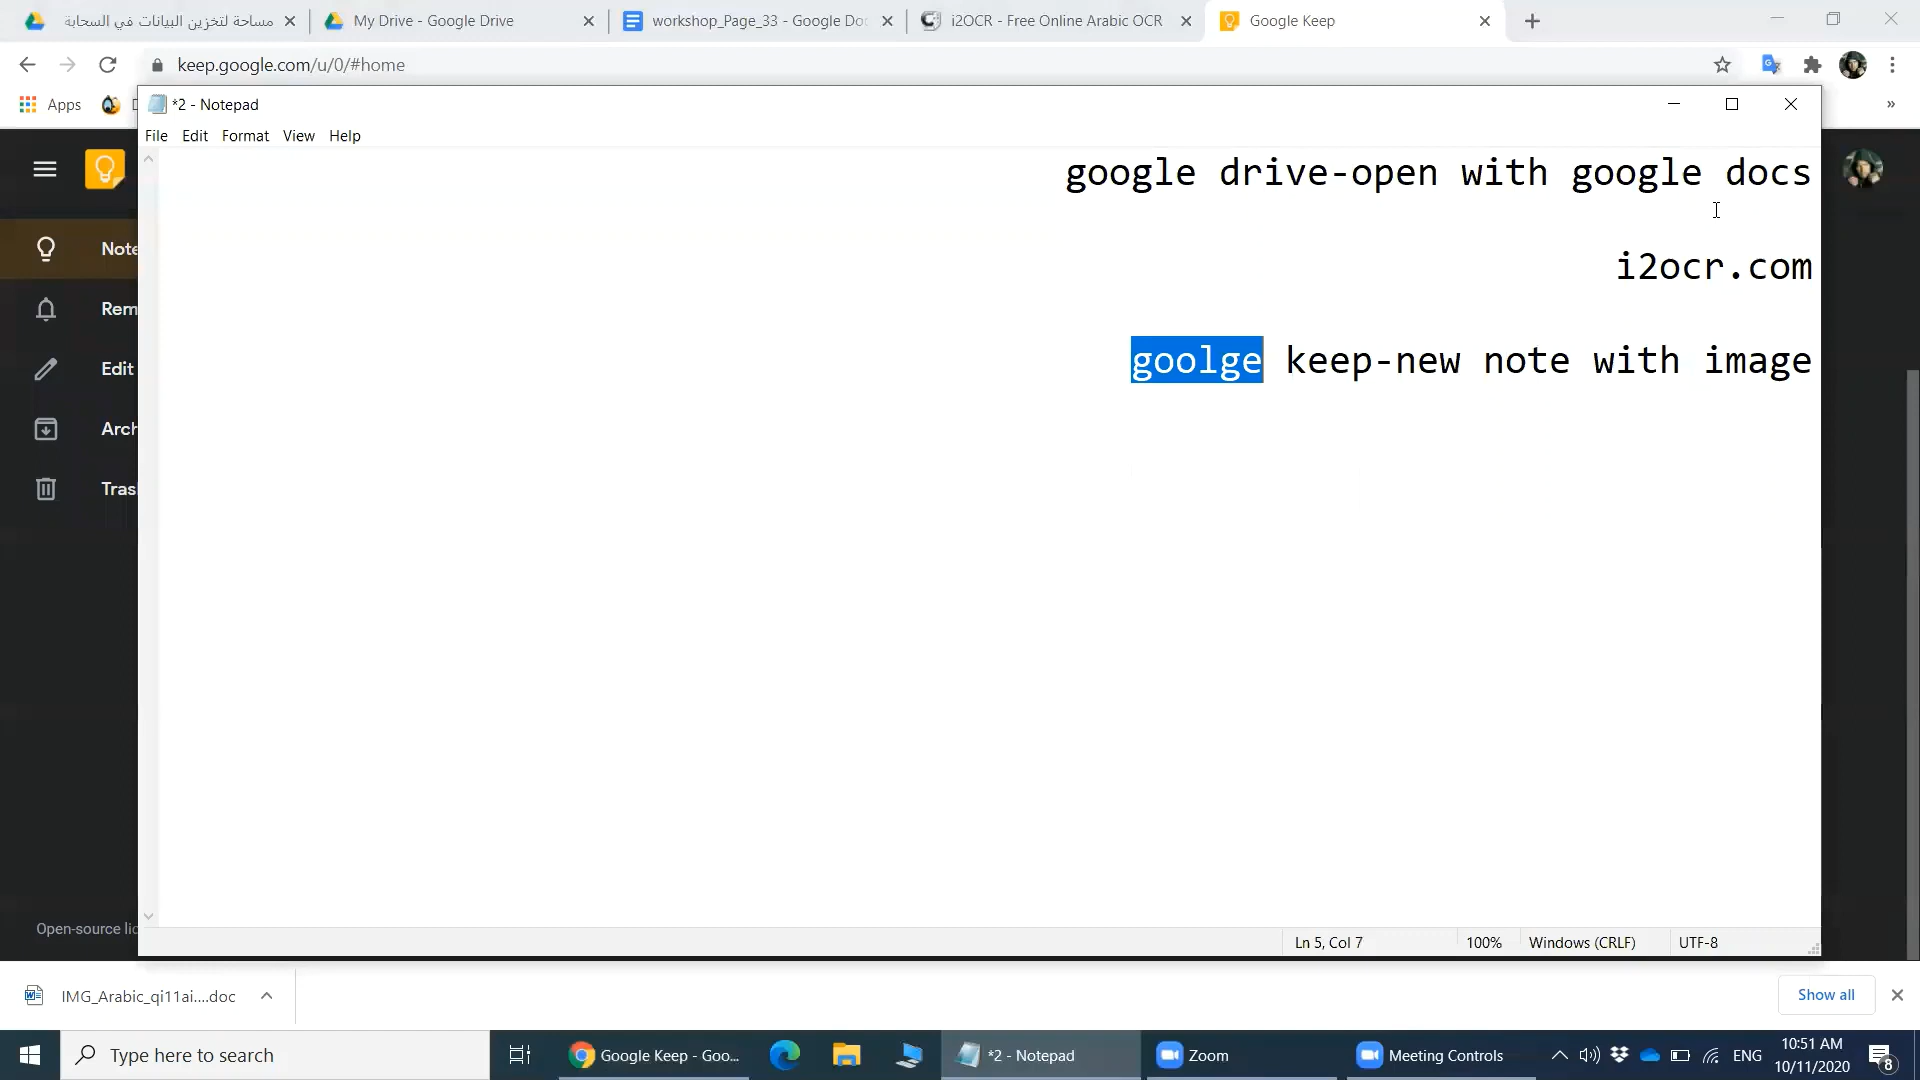 مساحة لتخزين البيانات في السحابة
My Drive - Google Drive
workshop_Page_33 - Google Doc
i2OCR - Free Online Arabic OCR
Google Keep
keep.google.com/u/0/#home
Apps
*2 - Notepad
File Edit Format View Help
google drive-open with google docs
i2ocr.com
goolge keep-new note with image
Note
Rem
Edit
Arch
Tras
Open-source lic
Ln 5, Col 7
100%
Windows (CRLF)
UTF-8
IMG_Arabic_qi11ai....doc
Show all
Type here to search
Google Keep - Goo...
*2 - Notepad
Zoom
Meeting Controls
ENG
10:51 AM
10/11/2020
8